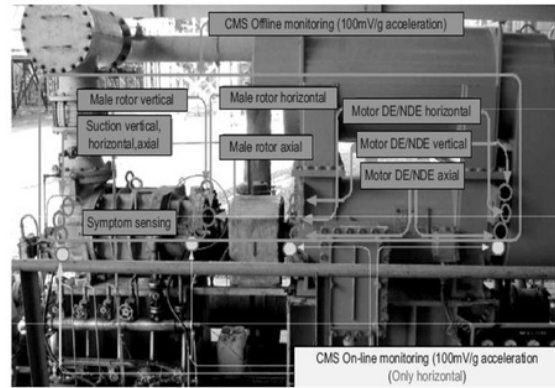 CMS Offline monitoring (100mV/g acceleration)
Male rotor vertical
Male rotor horizontal
Suction vertical,
horizontal,axial
Motor DE/NDE horizontal
Male rotor axial
Motor DE/NDE vertical
Motor DE/NDE axial
Symptom sensing
CMS On-line monitoring (100mV/g acceleration
(Only horizontal)